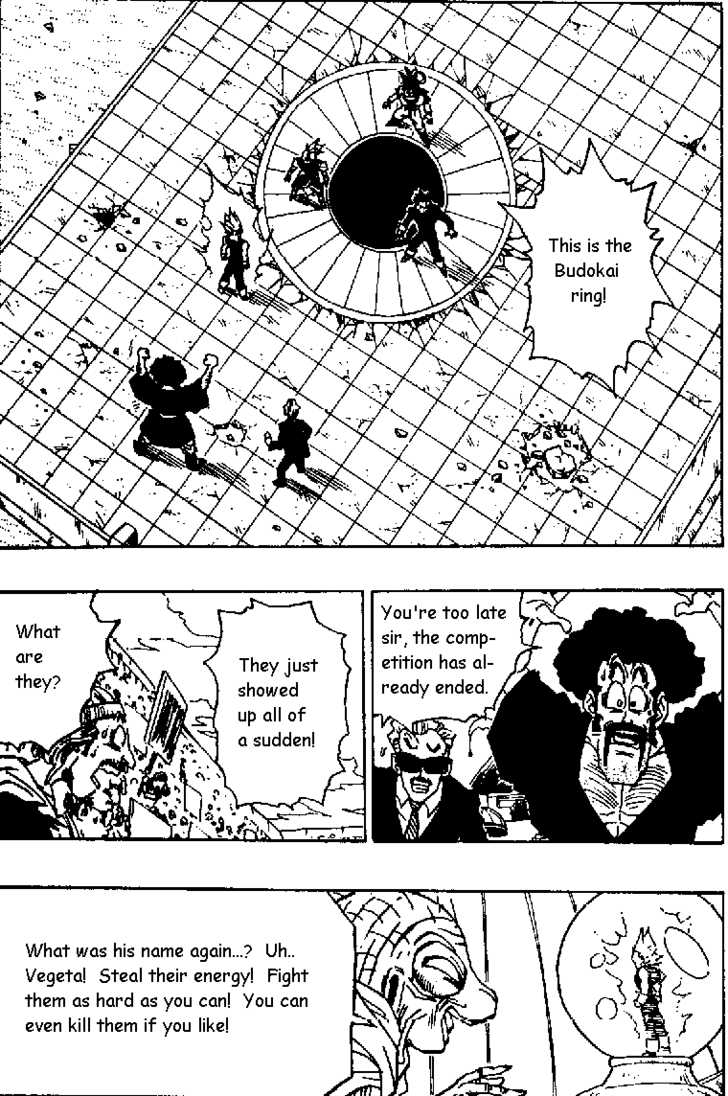 This is the
Budokai
ring!
What
are
they?
They just
showed
up all of
a sudden!
You're too late
sir, the comp-
etition has al-
ready ended.
What was his name again...? Uh..
Vegeta! Steal their energy! Fight
them as hard as you can! You can
even kill them if you like!